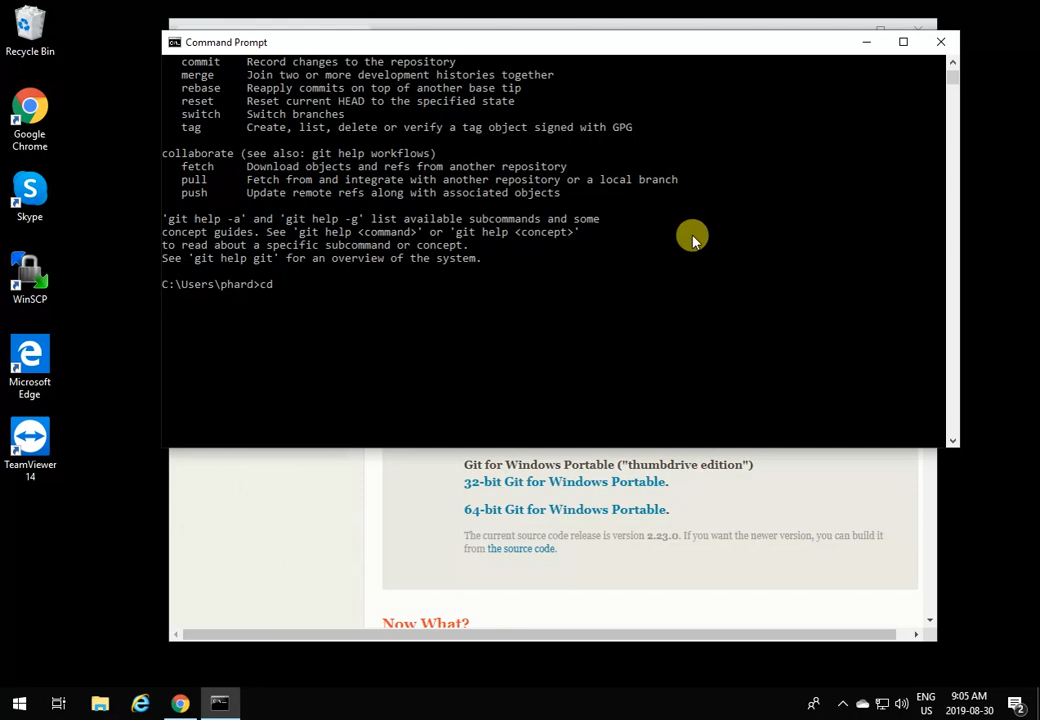 Recycle Bin
Google
Chrome
Skype
WinSCP
Microsoft
Edge
TeamViewer
14
Command Prompt
commit Record changes to the repository
merge Join two or more development histories together
rebase Reapply commits on top of another base tip
reset Reset current HEAD to the specified state
switch Switch branches
tag Create, list, delete or verify a tag object signed with GPG
collaborate (see also: git help workflows)
fetch Download objects and refs from another repository
pull Fetch from and integrate with another repository or a local branch
push Update remote refs along with associated objects
'git help -a' and 'git help -g' list available subcommands and some
concept guides. See 'git help <command>' or 'git help <concept>'
to read about a specific subcommand or concept.
See 'git help git' for an overview of the system.
C:\Users\phard>cd
Git for Windows Portable ("thumbdrive edition")
32-bit Git for Windows Portable.
64-bit Git for Windows Portable.
The current source code release is version 2.23.0. If you want the newer version, you can build it
from the source code.
Now What?
ENG
US
9:05 AM
2019-08-30
2